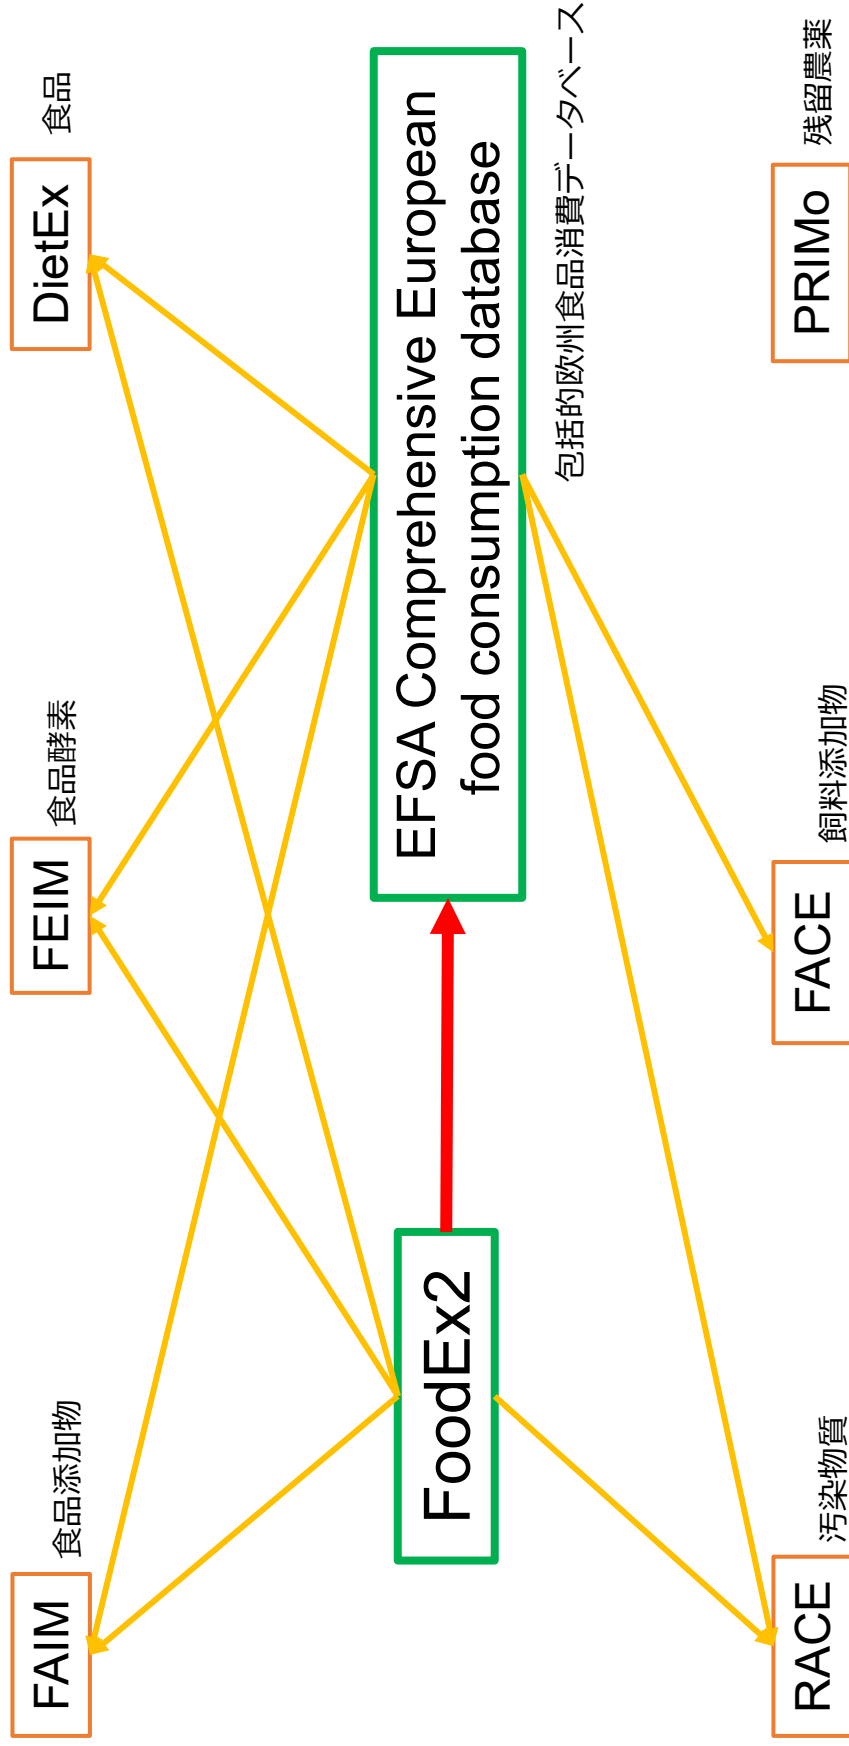 FAIM
食品添加物
FEIM
食品酵素
DietEx
食品
FoodEx2
EFSA Comprehensive European
food consumption database
包括的欧州食品消費データベース
RACE
汚染物質
FACE
飼料添加物
PRIMo
残留農薬